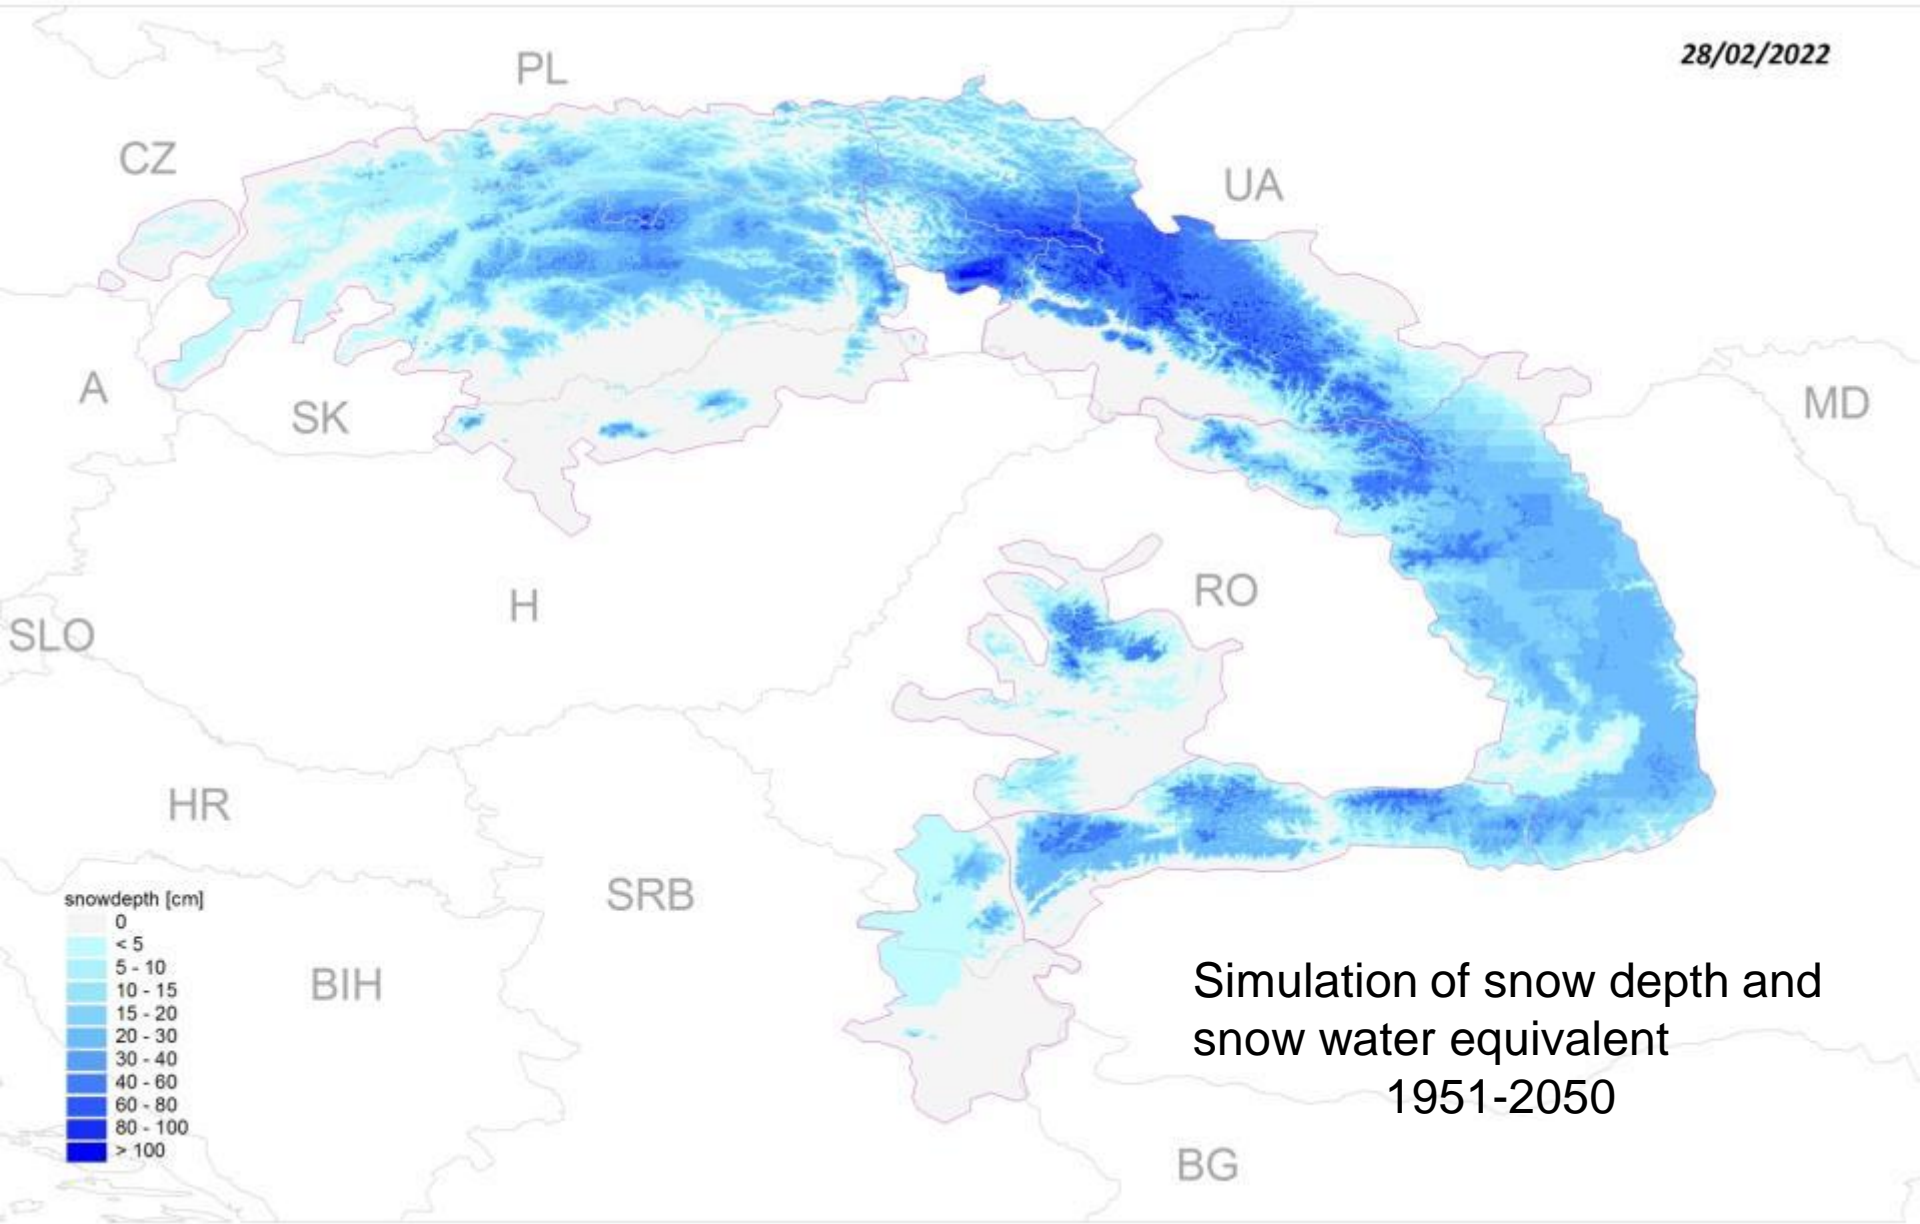 28/02/2022
PL
CZ
UA
A
SK
MD
H
RO
SLO
HR
SRB
BIH
BG
snowdepth [cm]
0
< 5
5 - 10
10 - 15
15 - 20
20 - 30
30 - 40
40 - 60
60 - 80
80 - 100
> 100
Simulation of snow depth and
snow water equivalent
1951-2050